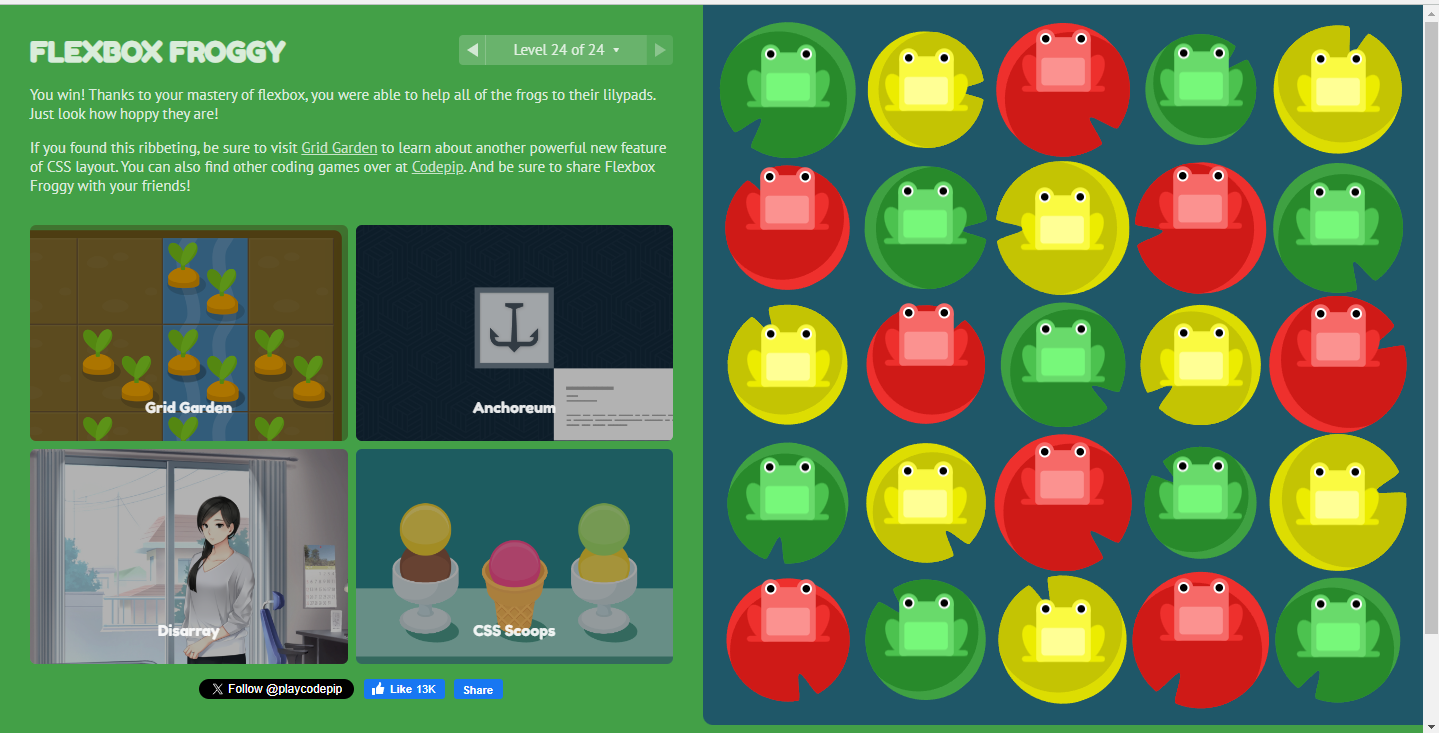 FLEXBOX FROGGY
Level 24 of 24
You win! Thanks to your mastery of flexbox, you were able to help all of the frogs to their lilypads.
Just look how hoppy they are!
If you found this ribbeting, be sure to visit Grid Garden to learn about another powerful new feature
of CSS layout. You can also find other coding games over at Codepip. And be sure to share Flexbox
Froggy with your friends!
Grid Garden
Anchoreum
Disarray
CSS Scoops
Follow @playcodepip
Like 13K
Share